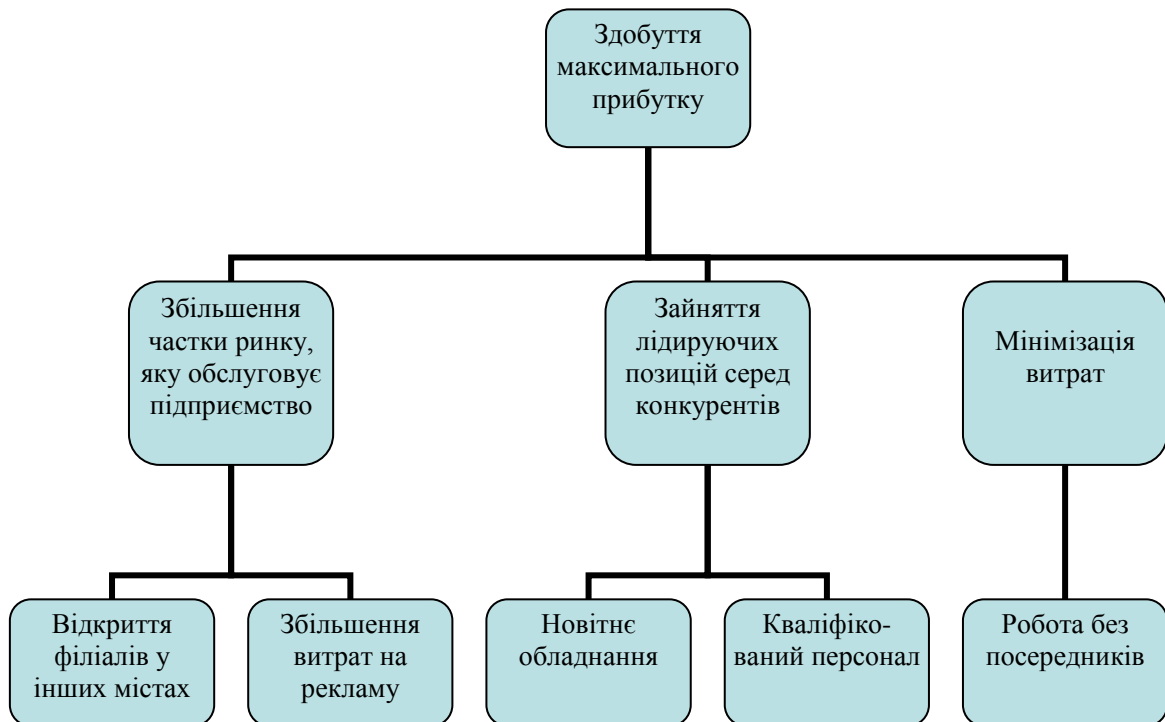 Здобуття
максимального
прибутку
Збільшення
частки ринку,
яку обслуговує
підприємство
Зайняття
лідируючих
позицій серед
конкурентів
Мінімізація
витрат
Відкриття
філіалів у
інших містах
Збільшення
витрат на
рекламу
Новітнє
обладнання
Кваліфіко-
ваний персонал
Робота без
посередників